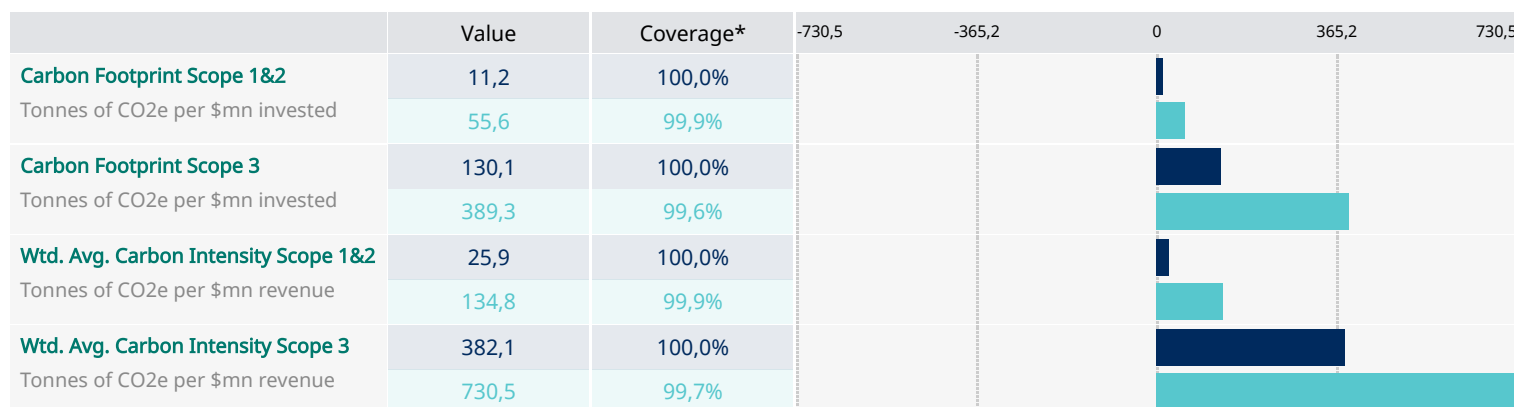 Value Coverage* -730,5 -365,2 0 365,2 730,5
Carbon Footprint Scope 1&2 11,2 100,0%
Tonnes of CO2e per $mn invested 55,6 99,9%
Carbon Footprint Scope 3 130,1 100,0%
Tonnes of CO2e per $mn invested 389,3 99,6%
Wtd. Avg. Carbon Intensity Scope 1&2 25,9 100,0%
Tonnes of CO2e per $mn revenue 134,8 99,9%
Wtd. Avg. Carbon Intensity Scope 3 382,1 100,0%
Tonnes of CO2e per $mn revenue 730,5 99,7%